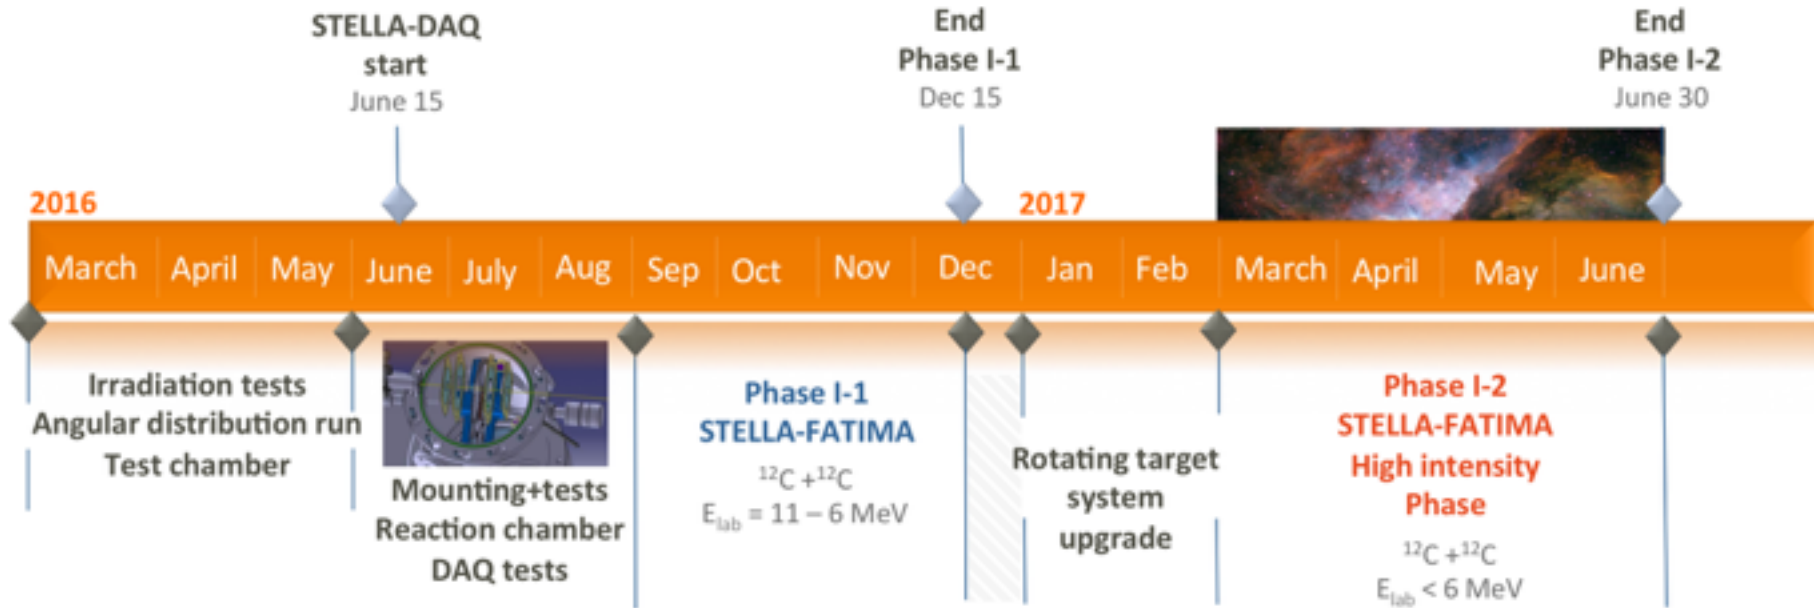 STELLA-DAQ
start
June 15
End
Phase I-1
Dec 15
End
Phase I-2
June 30
2016
2017
March April May June July Aug Sep Oct Nov Dec Jan Feb March April May June
Irradiation tests
Angular distribution run
Test chamber
Mounting+tests
Reaction chamber
DAQ tests
Phase I-1
STELLA-FATIMA
¹²C +¹²C
E_lab = 11 – 6 MeV
Rotating target
system
upgrade
Phase I-2
STELLA-FATIMA
High intensity
Phase
¹²C +¹²C
E_lab < 6 MeV